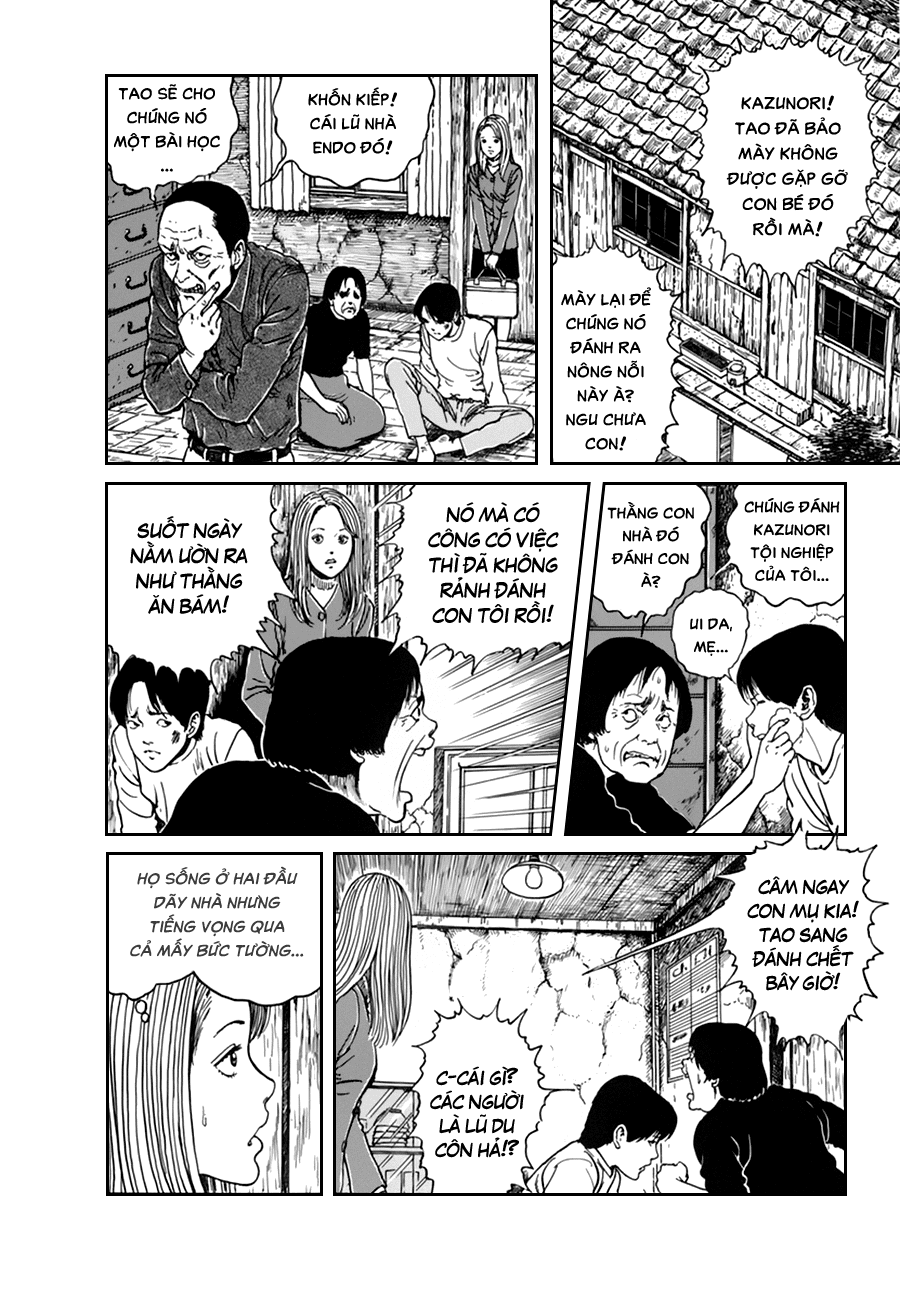 KAZUNORI!
TAO ĐÃ BẢO
MÀY KHÔNG
ĐƯỢC GẶP GỠ
CON BÉ ĐÓ
RỒI MÀ!
MÀY LẠI ĐỂ
CHÚNG NÓ
ĐÁNH RA
NÔNG NỖI
NÀY À?
NGU CHƯA
CON!
KHỐN KIẾP!
CÁI LŨ NHÀ
ENDO ĐÓ!
TAO SẼ CHO
CHÚNG NÓ
MỘT BÀI HỌC
...
CHÚNG ĐÁNH
KAZUNORI
TỘI NGHIỆP
CỦA TÔI...
THẰNG CON
NHÀ ĐÓ
ĐÁNH CON
À?
UI DA,
MẸ...
NÓ MÀ CÓ
CÔNG CÓ VIỆC
THÌ ĐÃ KHÔNG
RẢNH ĐÁNH
CON TÔI RỒI!
SUỐT NGÀY
NẰM ƯỜN RA
NHƯ THẰNG
ĂN BÁM!
CÂM NGAY
CON MỤ KIA!
TAO SANG
ĐÁNH CHẾT
BÂY GIỜ!
C-CÁI GÌ?
CÁC NGƯỜI
LÀ LŨ DU
CÔN HẢ!?
HỌ SỐNG Ở HAI ĐẦU
DÃY NHÀ NHƯNG
TIẾNG VỌNG QUA
CẢ MẤY BỨC TƯỜNG...